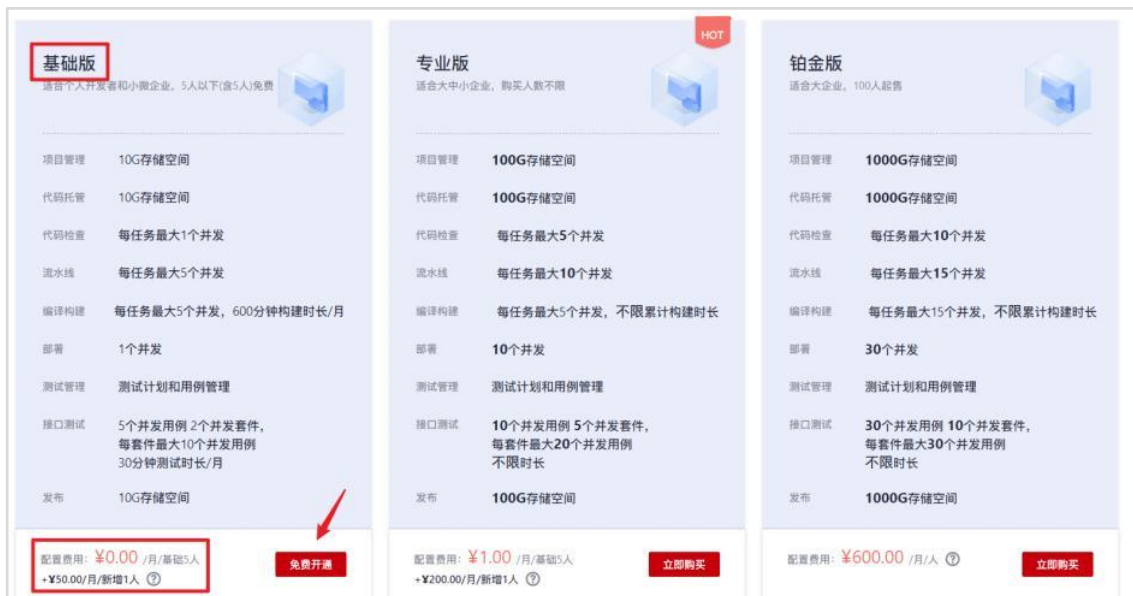 基础版
适合个人开发者和小微企业，5人以下(含5人)免费
项目管理 10G存储空间
代码托管 10G存储空间
代码检查 每任务最大1个并发
流水线 每任务最大5个并发
编译构建 每任务最大5个并发，600分钟构建时长/月
部署 1个并发
测试管理 测试计划和用例管理
接口测试 5个并发用例 2个并发套件，
每套件最大10个并发用例
30分钟测试时长/月
发布 10G存储空间
配置费用：¥0.00 /月/基础5人
+¥50.00/月/新增1人 ?
免费开通
HOT
专业版
适合大中小企业，购买人数不限
项目管理 100G存储空间
代码托管 100G存储空间
代码检查 每任务最大5个并发
流水线 每任务最大10个并发
编译构建 每任务最大5个并发，不限累计构建时长
部署 10个并发
测试管理 测试计划和用例管理
接口测试 10个并发用例 5个并发套件，
每套件最大20个并发用例
不限时长
发布 100G存储空间
配置费用：¥1.00 /月/基础5人
+¥200.00/月/新增1人 ?
立即购买
铂金版
适合大企业，100人起售
项目管理 1000G存储空间
代码托管 1000G存储空间
代码检查 每任务最大10个并发
流水线 每任务最大15个并发
编译构建 每任务最大15个并发，不限累计构建时长
部署 30个并发
测试管理 测试计划和用例管理
接口测试 30个并发用例 10个并发套件，
每套件最大30个并发用例
不限时长
发布 1000G存储空间
配置费用：¥600.00 /月/人 ?
立即购买